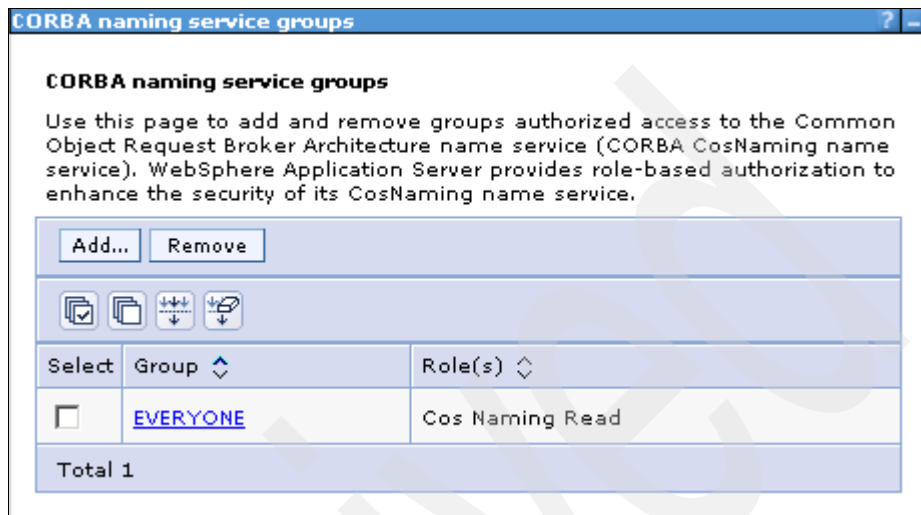 CORBA naming service groups
? -
CORBA naming service groups
Use this page to add and remove groups authorized access to the Common
Object Request Broker Architecture name service (CORBA CosNaming name
service). WebSphere Application Server provides role-based authorization to
enhance the security of its CosNaming name service.
Add... Remove
Select Group Role(s)
EVERYONE Cos Naming Read
Total 1